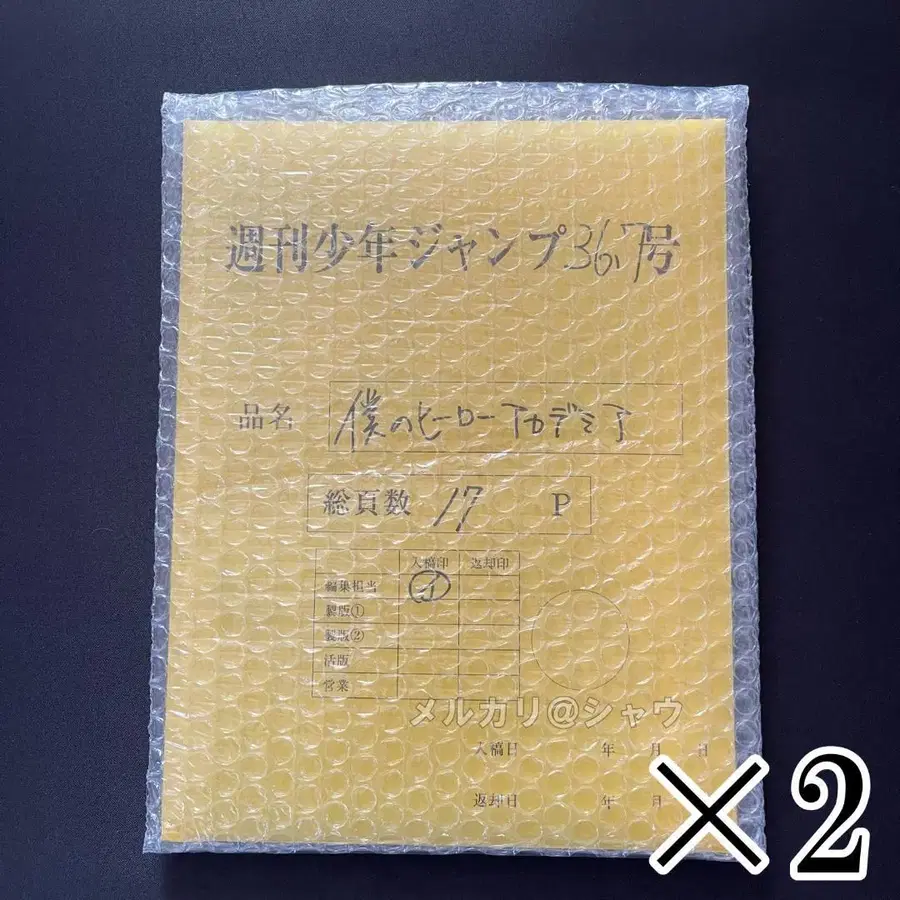 週刊少年ジャンプ36.7号
品名 僕のヒーローアカデミア
総頁数 17 P
入稿印 返却印
編集担当
製版①
製版②
活版
営業
メルカリ@シャウ
入稿日 年 月 日
返却日 年 月
×2